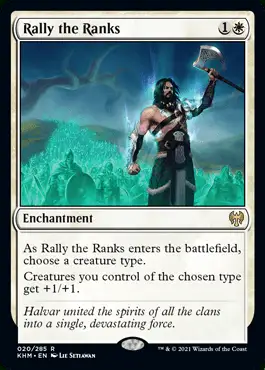 Rally the Ranks 1
Enchantment
As Rally the Ranks enters the battlefield,
choose a creature type.
Creatures you control of the chosen type
get +1/+1.
Halvar united the spirits of all the clans
into a single, devastating force.
020/285 R
KHM • EN Lie Setiawan
™ & © 2021 Wizards of the Coast